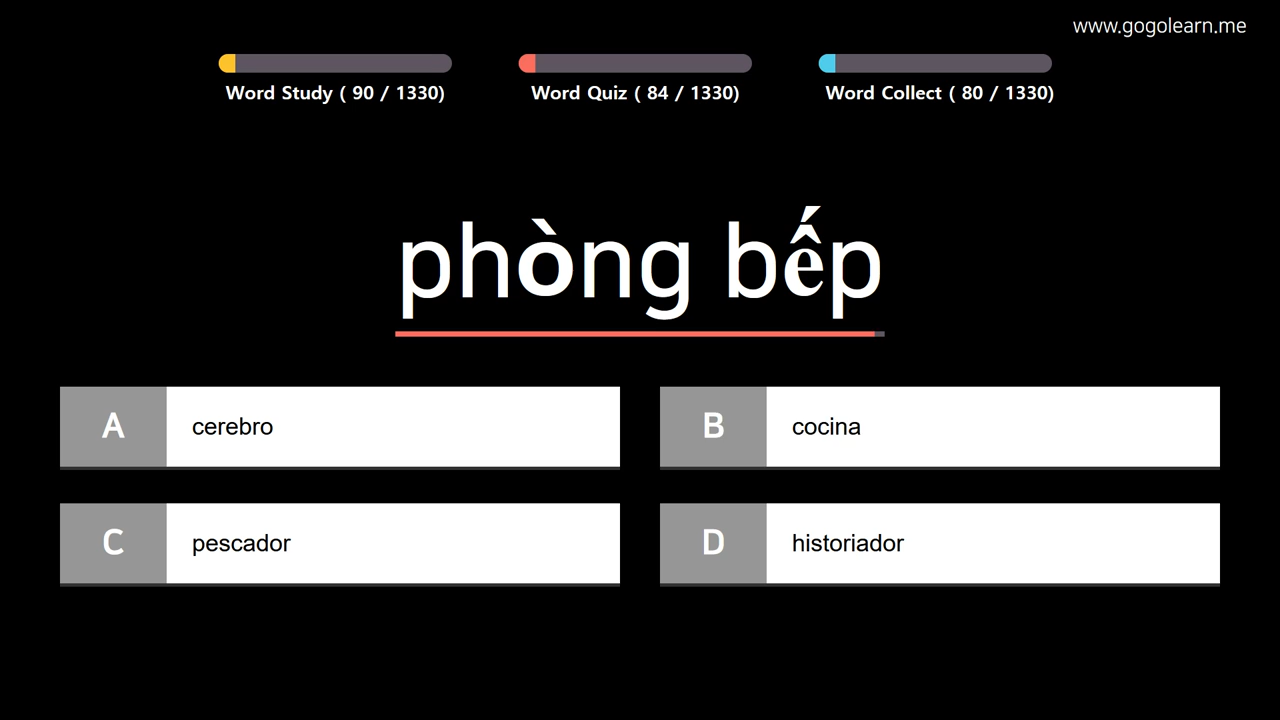 www.gogolearn.me
Word Study ( 90 / 1330)
Word Quiz ( 84 / 1330)
Word Collect ( 80 / 1330)
phòng bếp
A cerebro
B cocina
C pescador
D historiador